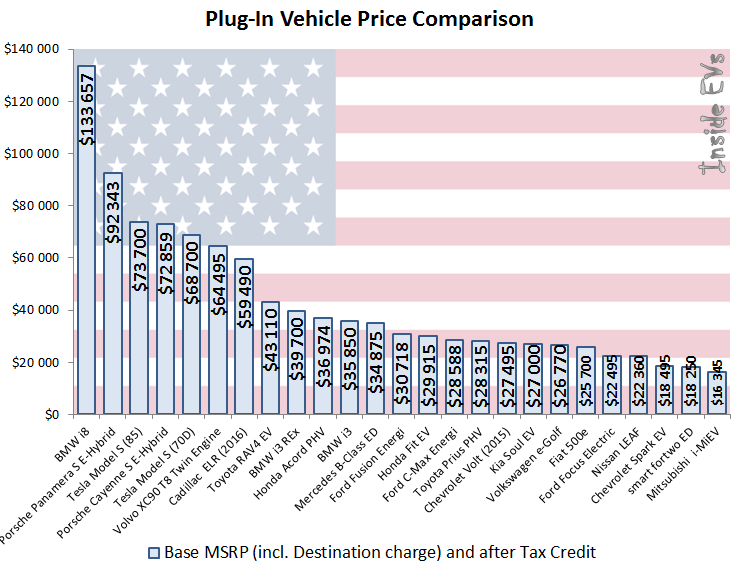 Plug-In Vehicle Price Comparison
$140 000
$120 000
$100 000
$80 000
$60 000
$40 000
$20 000
$0
$133 657
$92 343
$73 700
$72 859
$68 700
$64 495
$59 490
$43 110
$39 700
$36 974
$35 850
$34 875
$30 718
$29 915
$28 588
$28 315
$27 495
$27 000
$26 770
$25 700
$22 495
$22 360
$18 495
$18 250
$16 345
Inside EVs
BMW i8
Porsche Panamera S E-Hybrid
Tesla Model S (85)
Porsche Cayenne S E-Hybrid
Tesla Model S (70D)
Volvo XC90 T8 Twin Engine
Cadillac ELR (2016)
Toyota RAV4 EV
BMW i3 REx
Honda Acord PHV
BMW i3
Mercedes B-Class ED
Ford Fusion Energi
Honda Fit EV
Ford C-Max Energi
Toyota Prius PHV
Chevrolet Volt (2015)
Kia Soul EV
Volkswagen e-Golf
Fiat 500e
Ford Focus Electric
Nissan LEAF
Chevrolet Spark EV
smart fortwo ED
Mitsubishi i-MiEV
Base MSRP (incl. Destination charge) and after Tax Credit